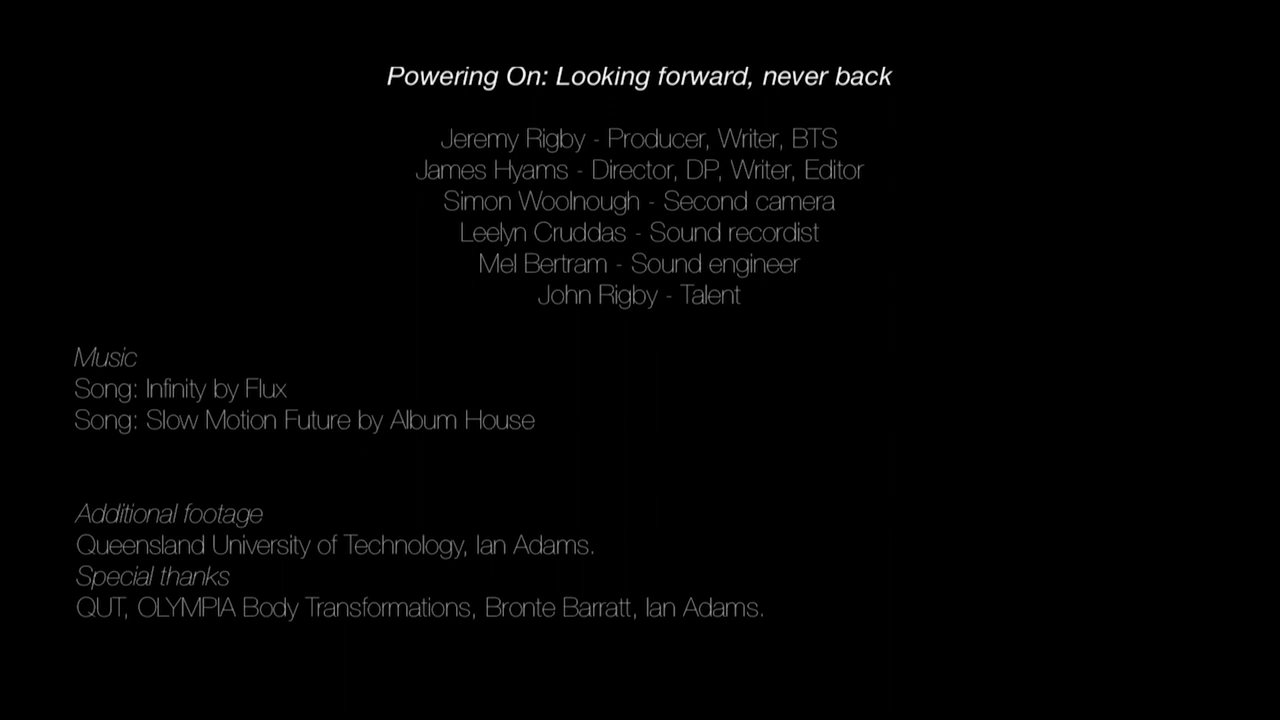 Powering On: Looking forward, never back
Jeremy Rigby - Producer, Writer, BTS
James Hyams - Director, DP, Writer, Editor
Simon Woolnough - Second camera
Leelyn Cruddas - Sound recordist
Mel Bertram - Sound engineer
John Rigby - Talent
Music
Song: Infinity by Flux
Song: Slow Motion Future by Album House
Additional footage
Queensland University of Technology, Ian Adams.
Special thanks
QUT, OLYMPIA Body Transformations, Bronte Barratt, Ian Adams.